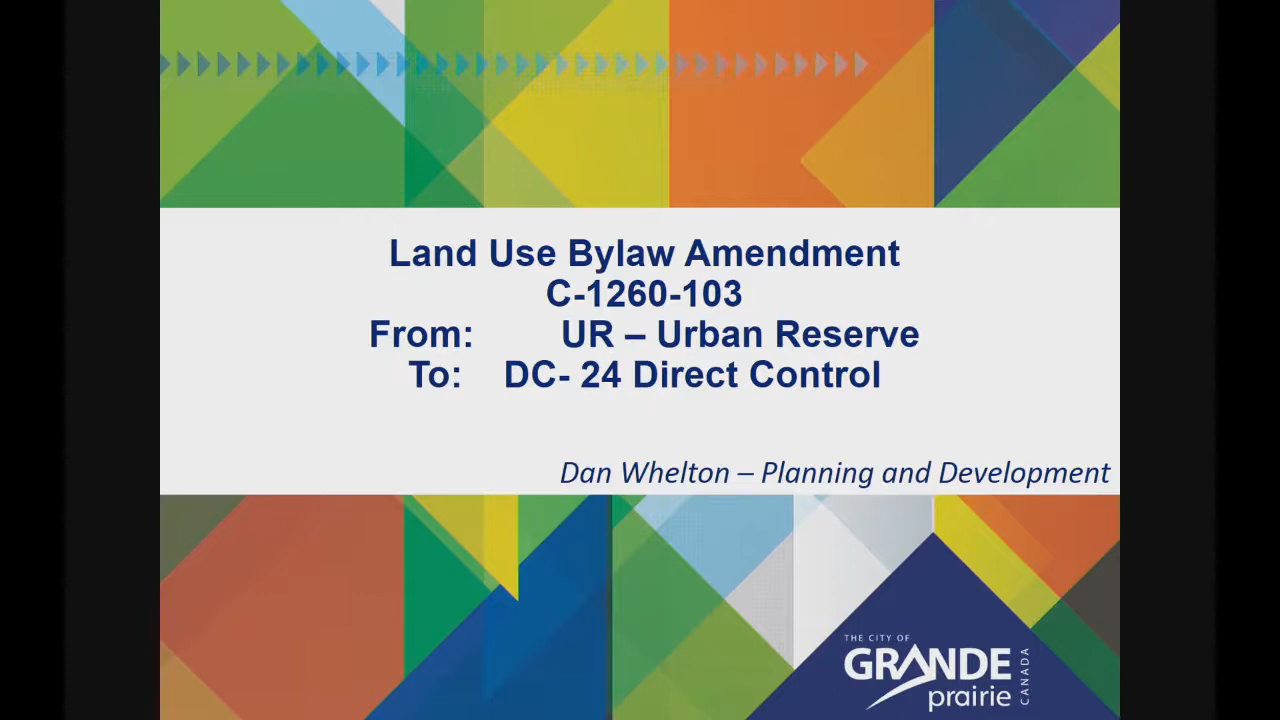 Land Use Bylaw Amendment
C-1260-103
From: UR – Urban Reserve
To: DC- 24 Direct Control
Dan Whelton – Planning and Development
THE CITY OF
GRANDE
prairie
CANADA